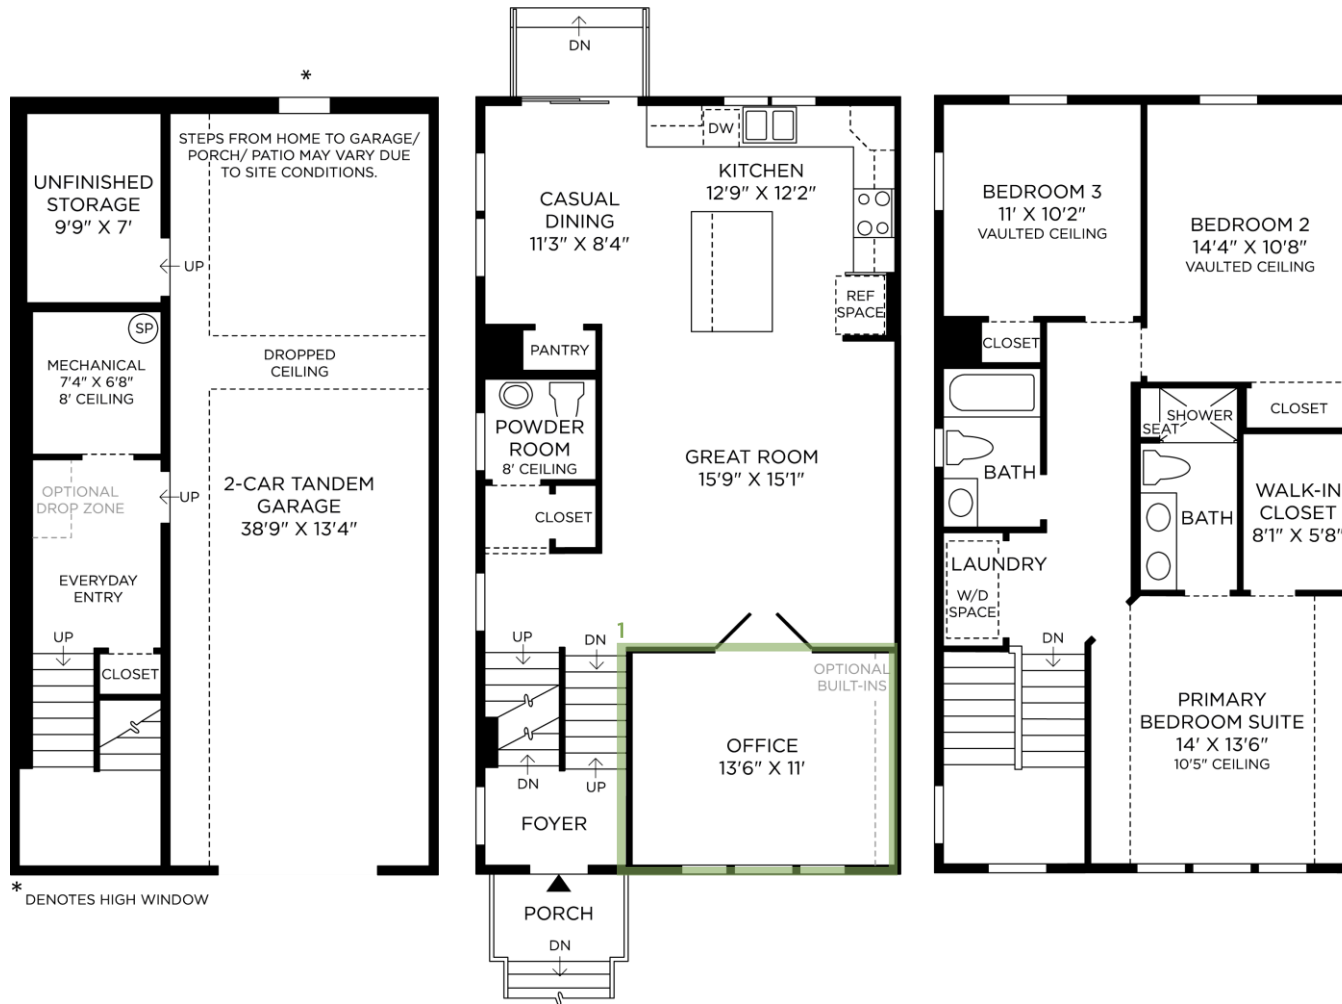 *
STEPS FROM HOME TO GARAGE/
PORCH/ PATIO MAY VARY DUE
TO SITE CONDITIONS.
UNFINISHED
STORAGE
9'9" X 7'
UP
SP
MECHANICAL
7'4" X 6'8"
8' CEILING
DROPPED
CEILING
OPTIONAL
DROP ZONE
UP
2-CAR TANDEM
GARAGE
38'9" X 13'4"
EVERYDAY
ENTRY
UP
CLOSET
* DENOTES HIGH WINDOW
DN
DW
KITCHEN
12'9" X 12'2"
CASUAL
DINING
11'3" X 8'4"
REF
SPACE
PANTRY
POWDER
ROOM
8' CEILING
GREAT ROOM
15'9" X 15'1"
CLOSET
1
UP
DN
OPTIONAL
BUILT-INS
OFFICE
13'6" X 11'
DN
UP
FOYER
PORCH
DN
BEDROOM 3
11' X 10'2"
VAULTED CEILING
BEDROOM 2
14'4" X 10'8"
VAULTED CEILING
CLOSET
SHOWER
SEAT
CLOSET
BATH
BATH
WALK-IN
CLOSET
8'1" X 5'8"
LAUNDRY
W/D
SPACE
DN
PRIMARY
BEDROOM SUITE
14' X 13'6"
10'5" CEILING